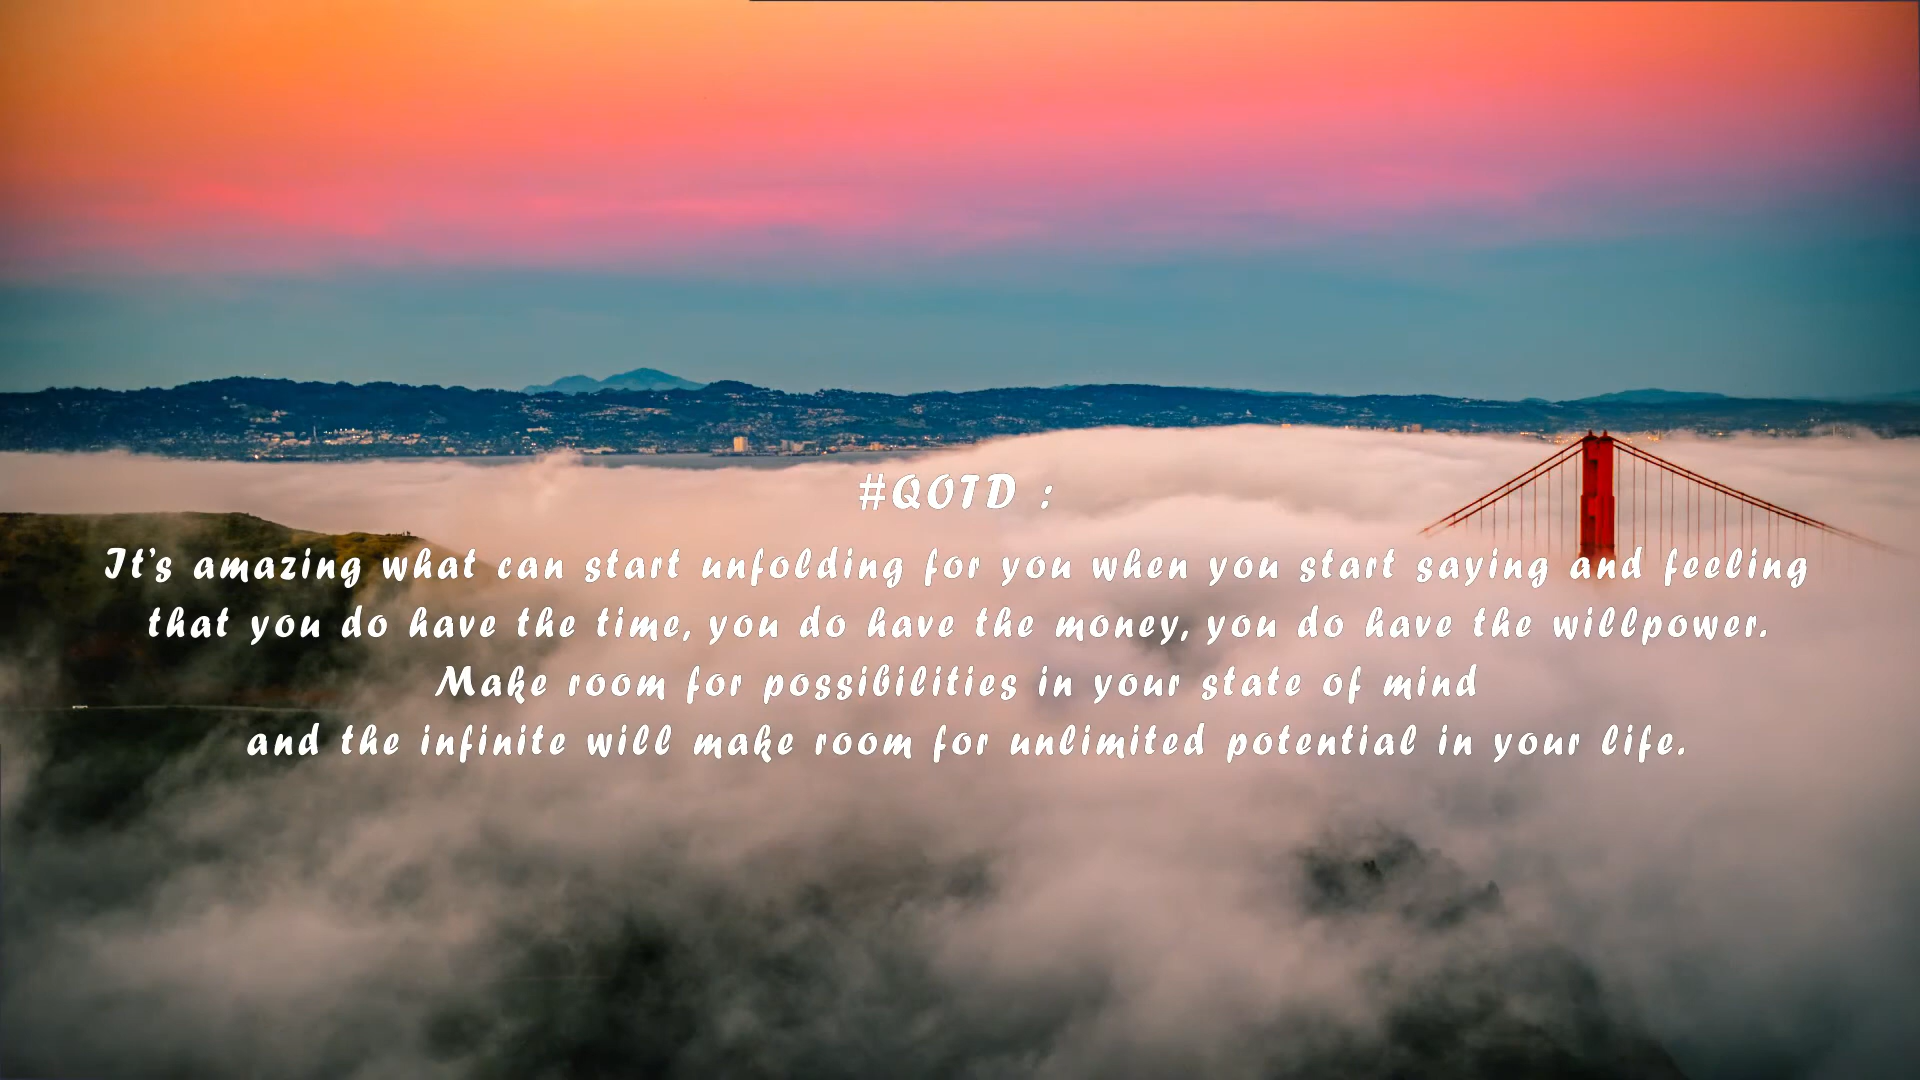 #QOTD :
It's amazing what can start unfolding for you when you start saying and feeling
that you do have the time, you do have the money, you do have the willpower.
Make room for possibilities in your state of mind
and the infinite will make room for unlimited potential in your life.